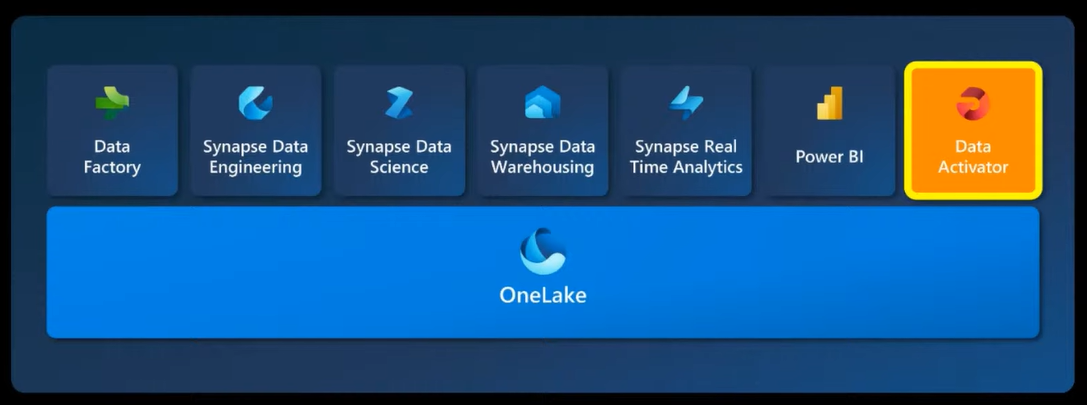 Data
Factory
Synapse Data
Engineering
Synapse Data
Science
Synapse Data
Warehousing
Synapse Real
Time Analytics
Power BI
Data
Activator
OneLake